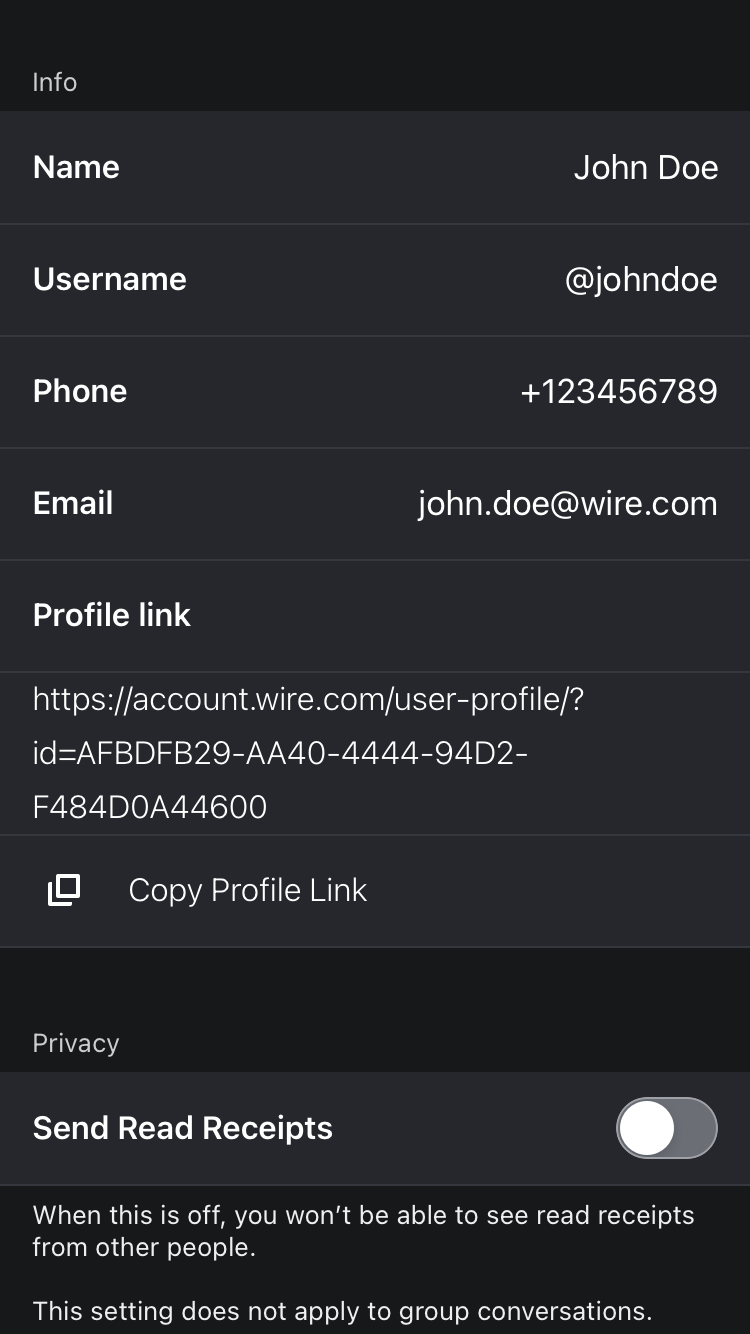 Info
Name John Doe
Username @johndoe
Phone +123456789
Email john.doe@wire.com
Profile link
https://account.wire.com/user-profile/?
id=AFBDFB29-AA40-4444-94D2-
F484D0A44600
Copy Profile Link
Privacy
Send Read Receipts
When this is off, you won’t be able to see read receipts
from other people.
This setting does not apply to group conversations.